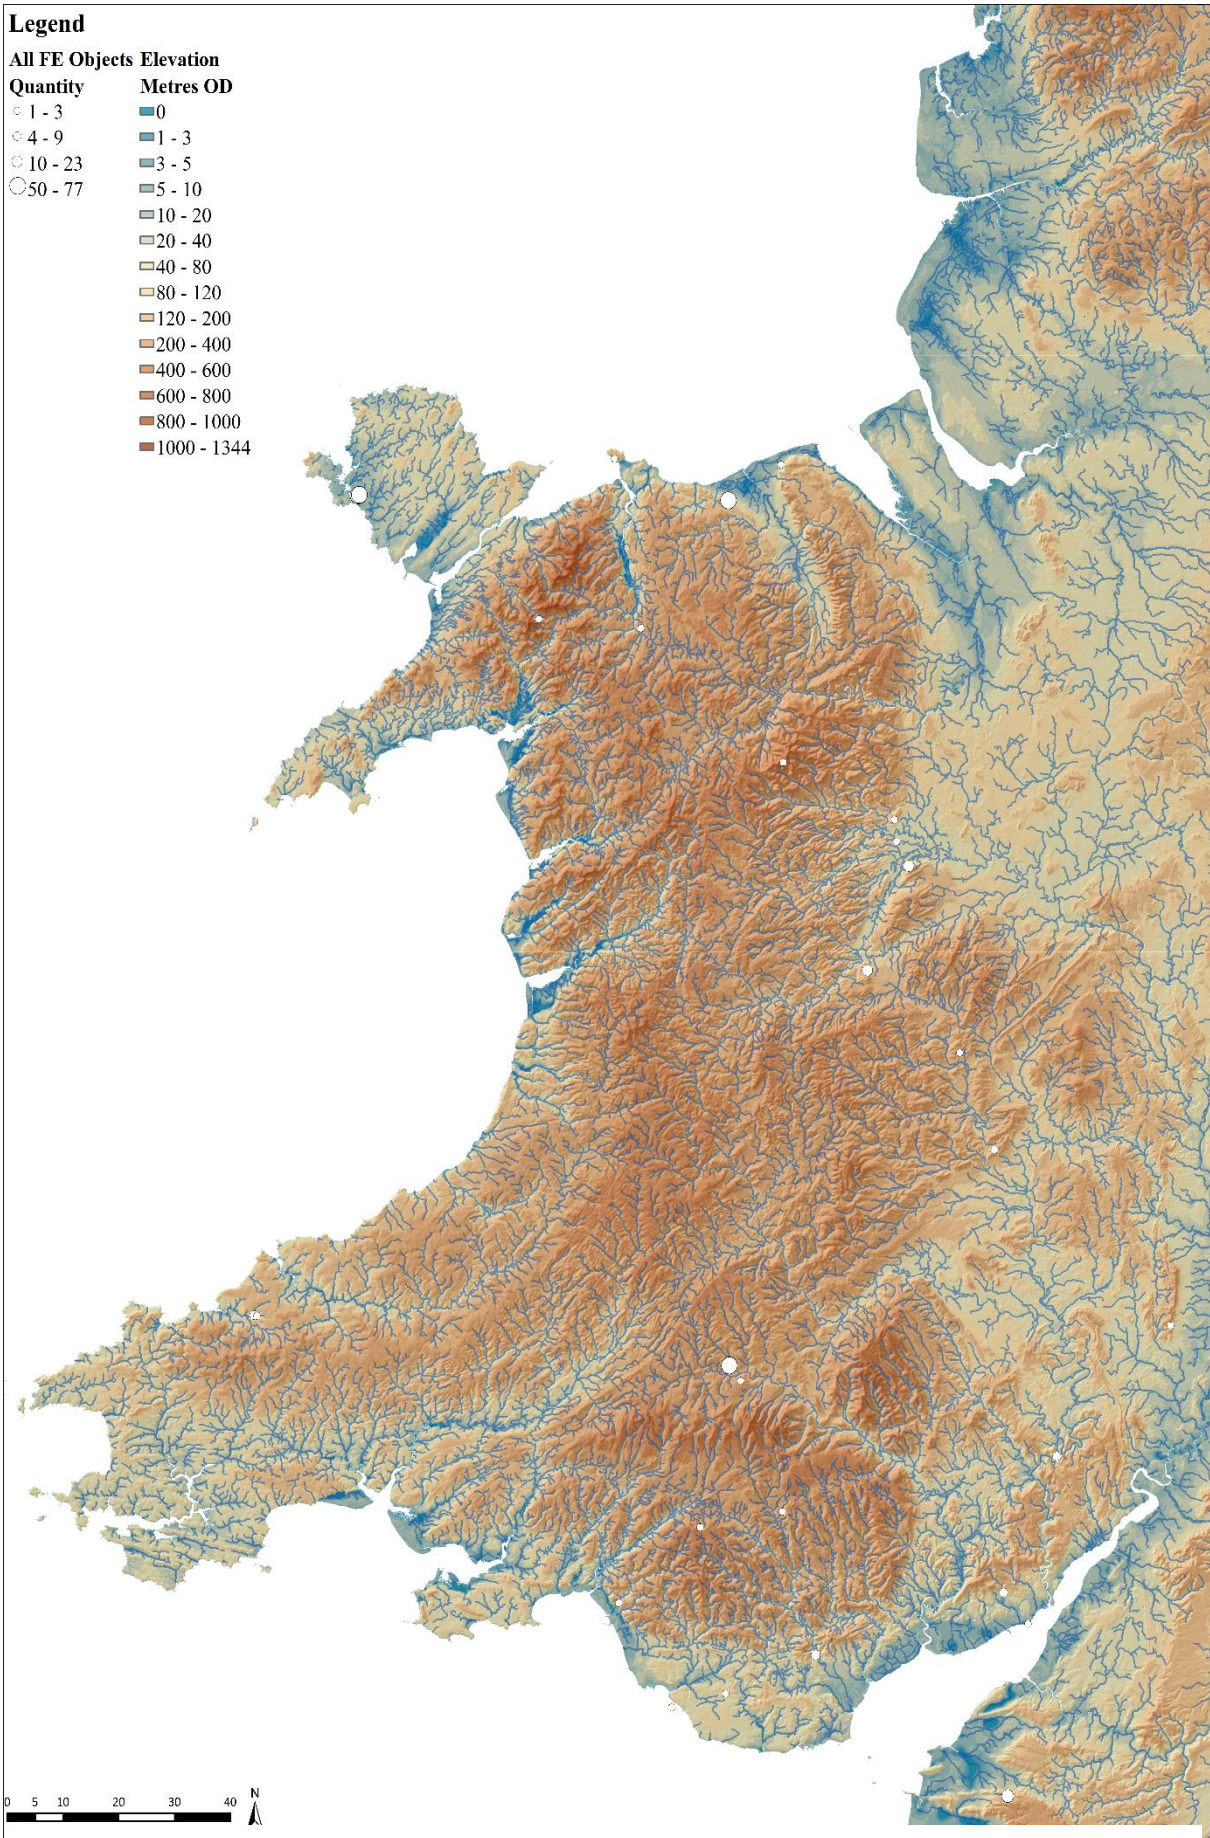 Legend
All FE Objects Elevation
Quantity Metres OD
1 - 3 0
4 - 9 1 - 3
10 - 23 3 - 5
50 - 77 5 - 10
10 - 20
20 - 40
40 - 80
80 - 120
120 - 200
200 - 400
400 - 600
600 - 800
800 - 1000
1000 - 1344
0 5 10 20 30 40
N